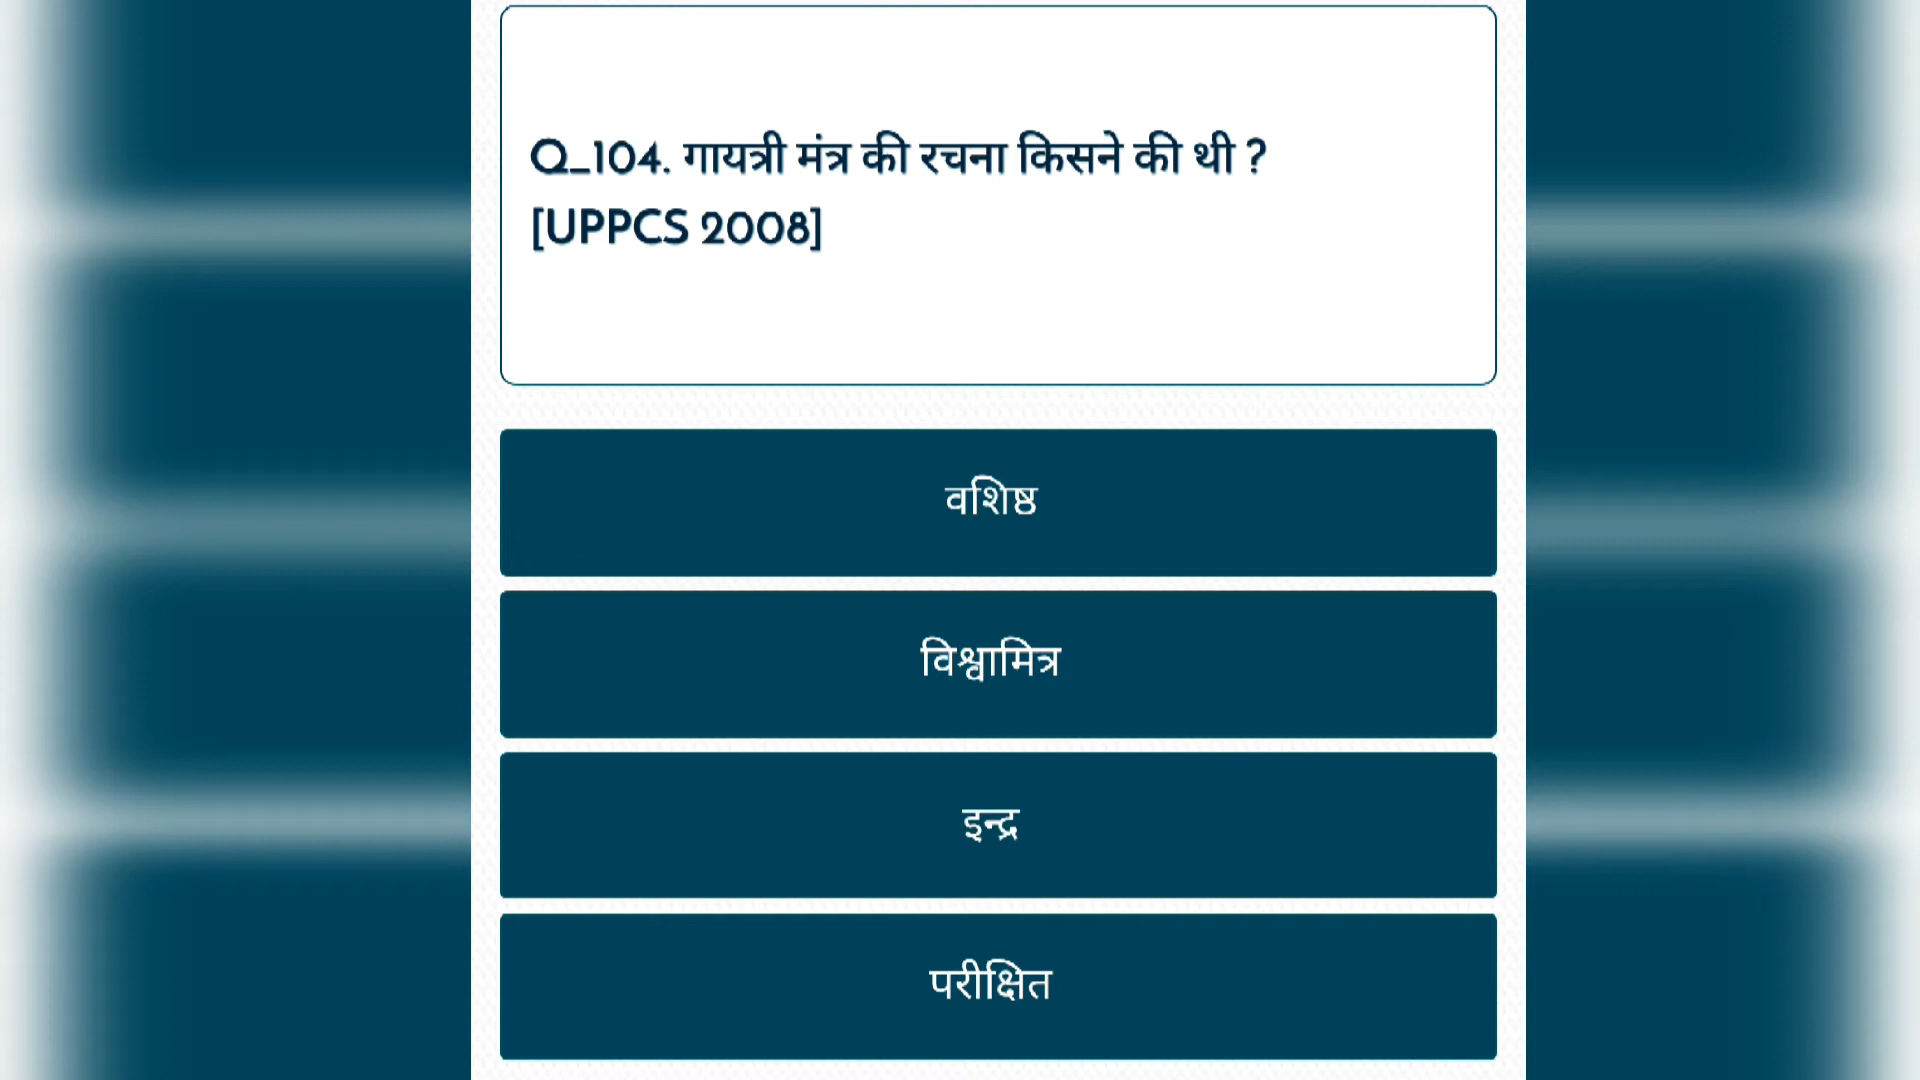 Q_104. गायत्री मंत्र की रचना किसने की थी ?
[UPPCS 2008]
वशिष्ठ
विश्वामित्र
इन्द्र
परीक्षित